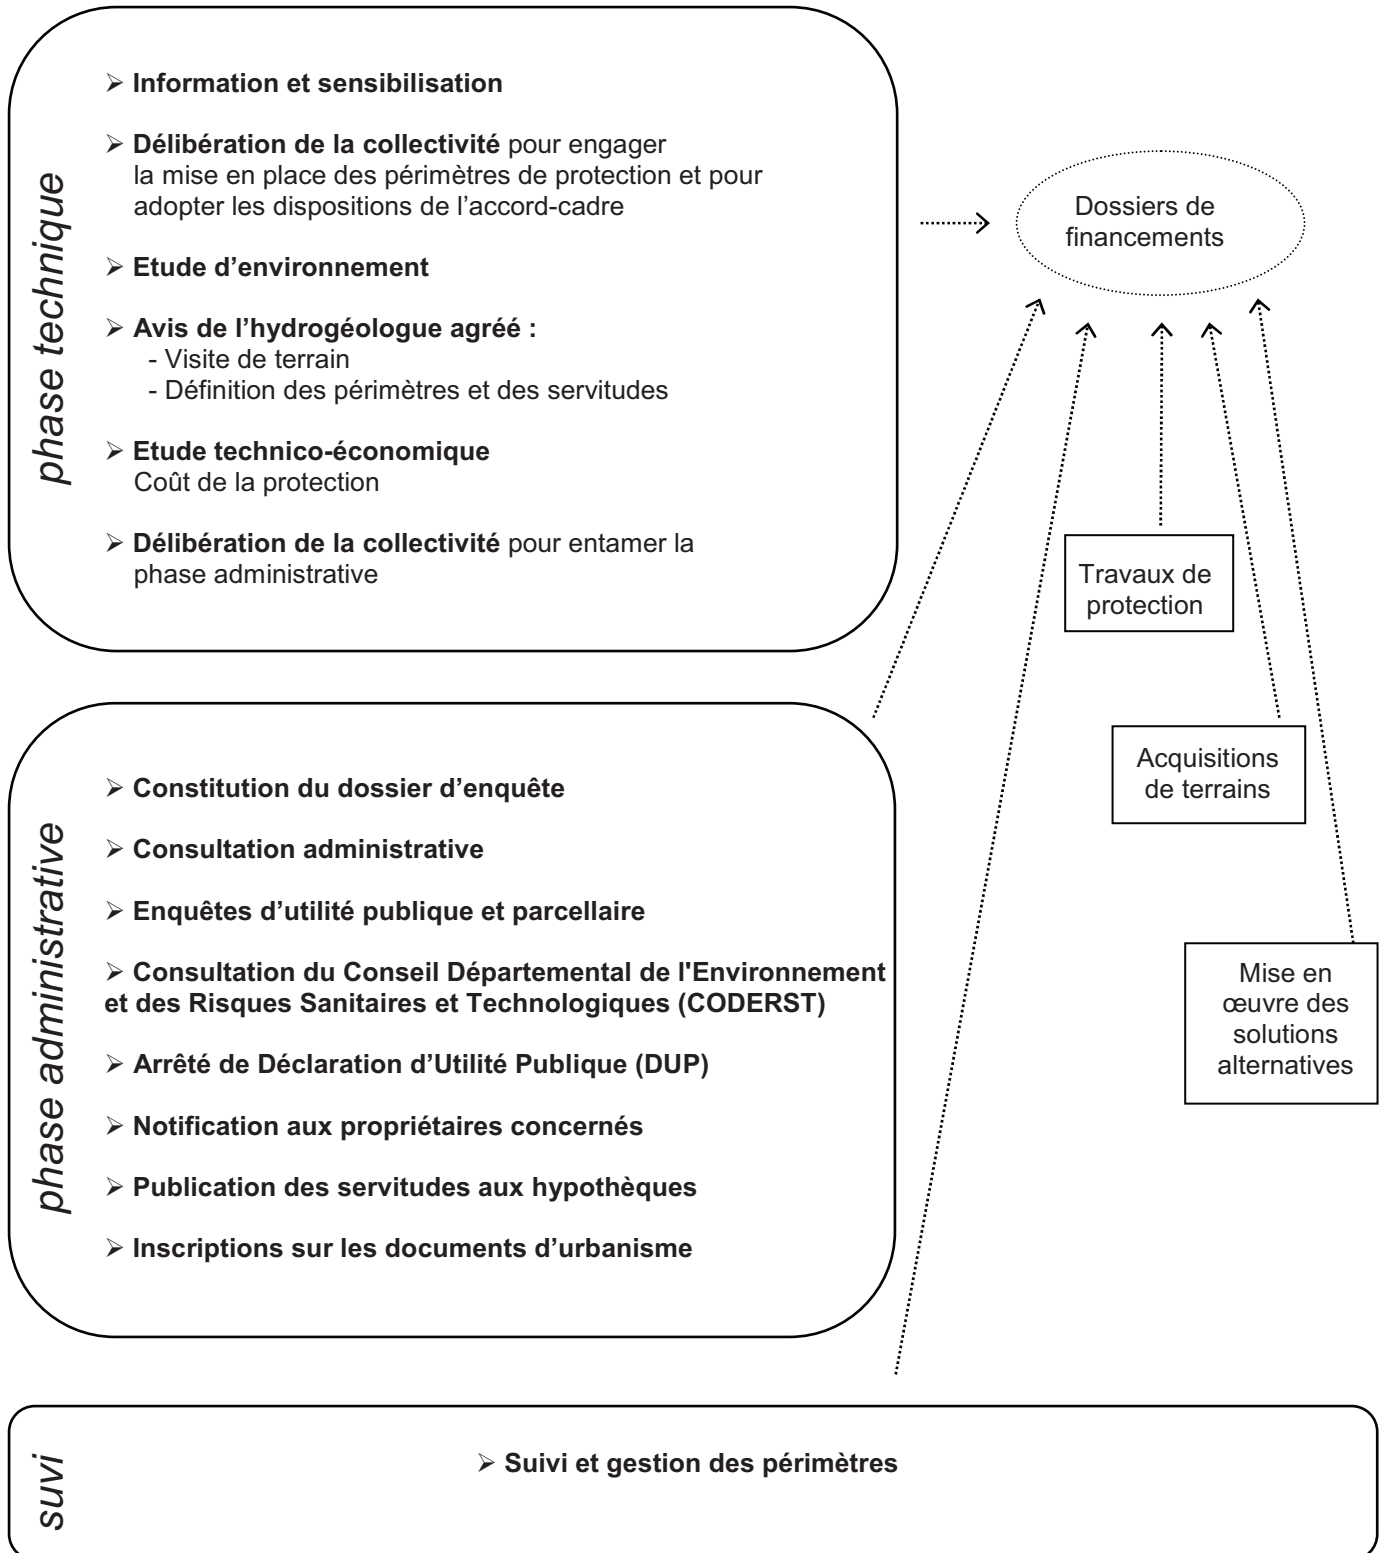 phase technique
➢ Information et sensibilisation
➢ Délibération de la collectivité pour engager
la mise en place des périmètres de protection et pour
adopter les dispositions de l’accord-cadre
➢ Etude d’environnement
➢ Avis de l’hydrogéologue agréé :
- Visite de terrain
- Définition des périmètres et des servitudes
➢ Etude technico-économique
Coût de la protection
➢ Délibération de la collectivité pour entamer la
phase administrative
Dossiers de
financements
Travaux de
protection
Acquisitions
de terrains
Mise en
œuvre des
solutions
alternatives
phase administrative
➢ Constitution du dossier d’enquête
➢ Consultation administrative
➢ Enquêtes d’utilité publique et parcellaire
➢ Consultation du Conseil Départemental de l'Environnement
et des Risques Sanitaires et Technologiques (CODERST)
➢ Arrêté de Déclaration d’Utilité Publique (DUP)
➢ Notification aux propriétaires concernés
➢ Publication des servitudes aux hypothèques
➢ Inscriptions sur les documents d’urbanisme
suivi
➢ Suivi et gestion des périmètres